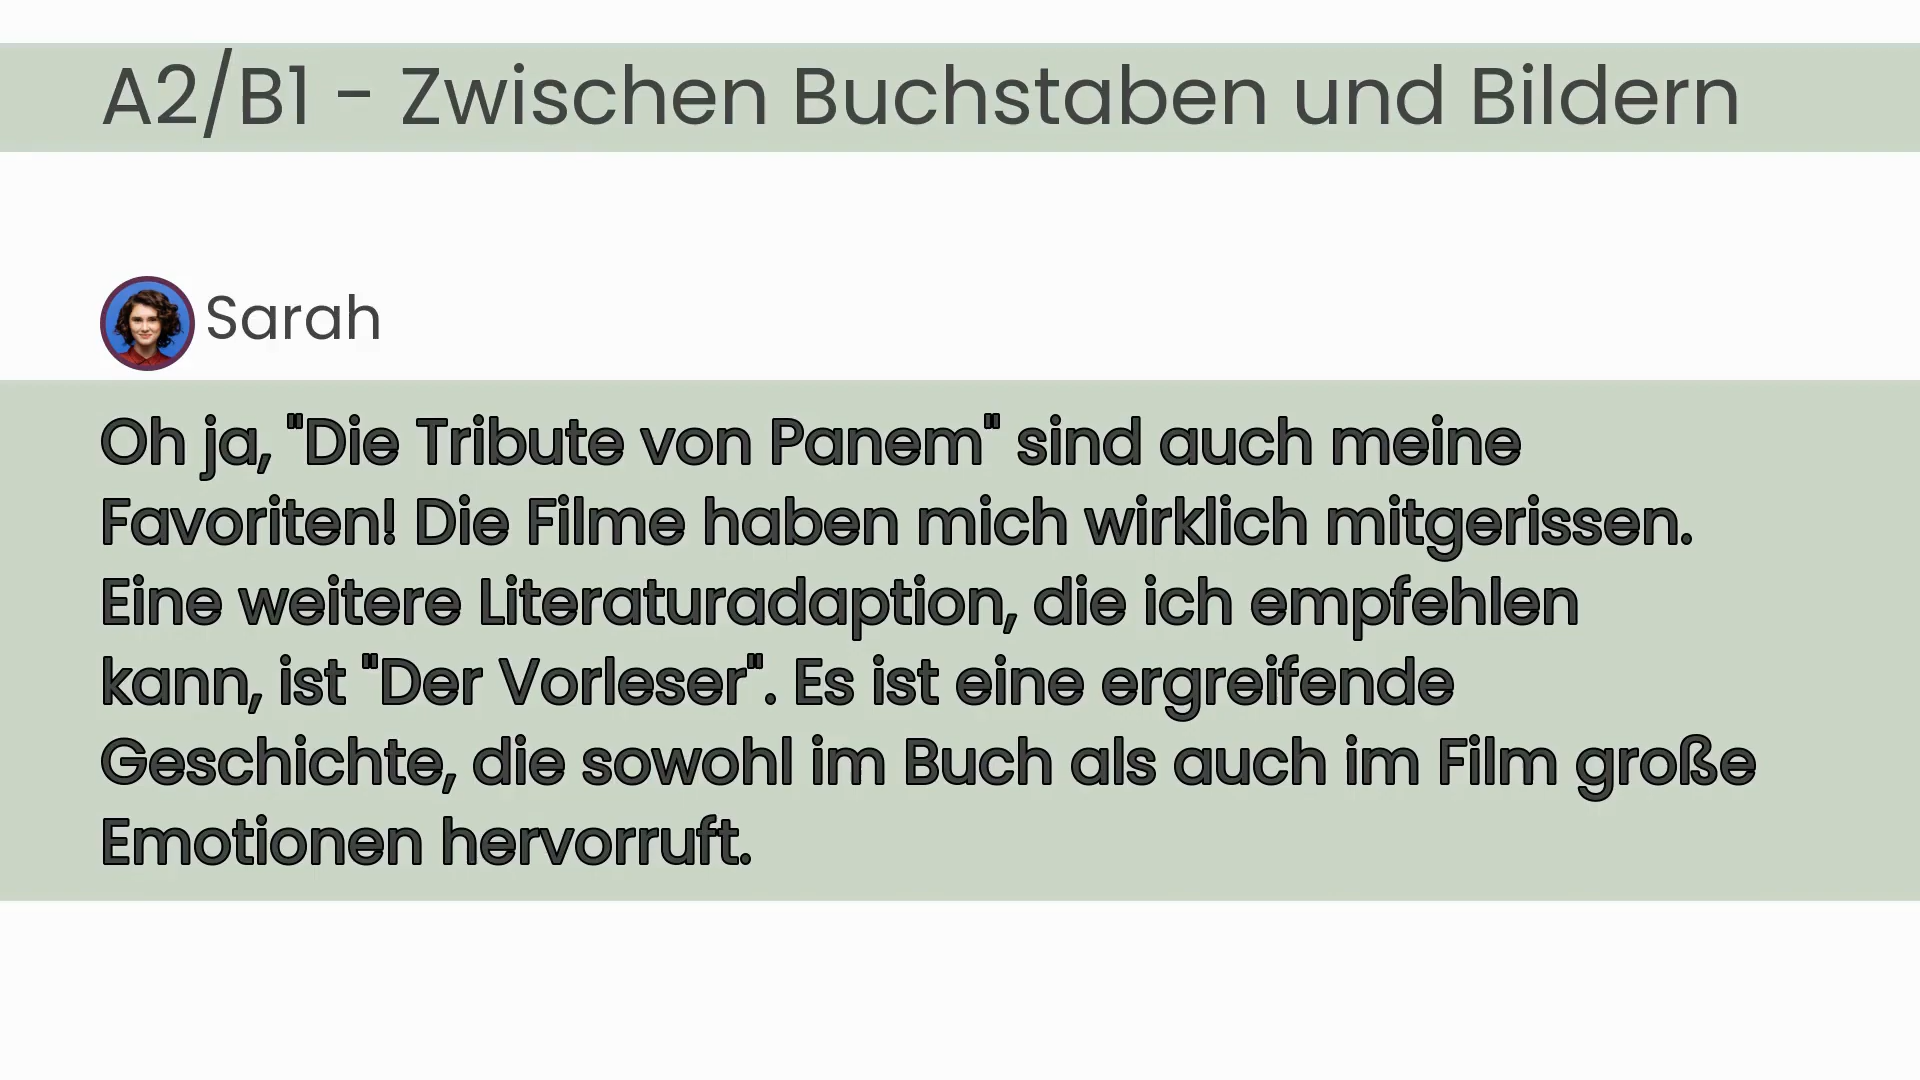 A2/B1 - Zwischen Buchstaben und Bildern
Sarah
Oh ja, "Die Tribute von Panem" sind auch meine
Favoriten! Die Filme haben mich wirklich mitgerissen.
Eine weitere Literaturadaption, die ich empfehlen
kann, ist "Der Vorleser". Es ist eine ergreifende
Geschichte, die sowohl im Buch als auch im Film große
Emotionen hervorruft.